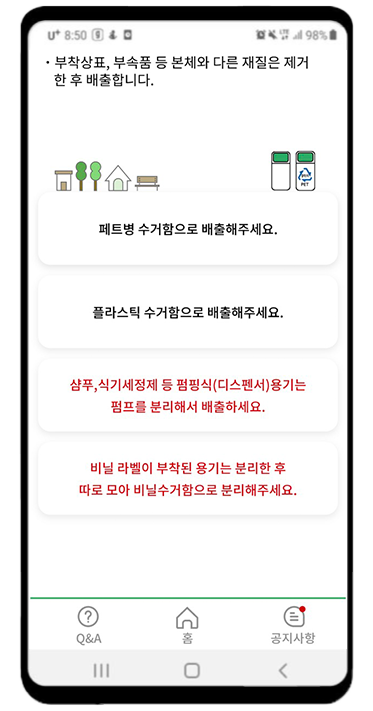 U+ 8:50 98%
· 부착상표, 부속품 등 본체와 다른 재질은 제거
한 후 배출합니다.
PET
페트병 수거함으로 배출해주세요.
플라스틱 수거함으로 배출해주세요.
샴푸,식기세정제 등 펌핑식(디스펜서)용기는
펌프를 분리해서 배출하세요.
비닐 라벨이 부착된 용기는 분리한 후
따로 모아 비닐수거함으로 분리해주세요.
Q&A 홈 공지사항